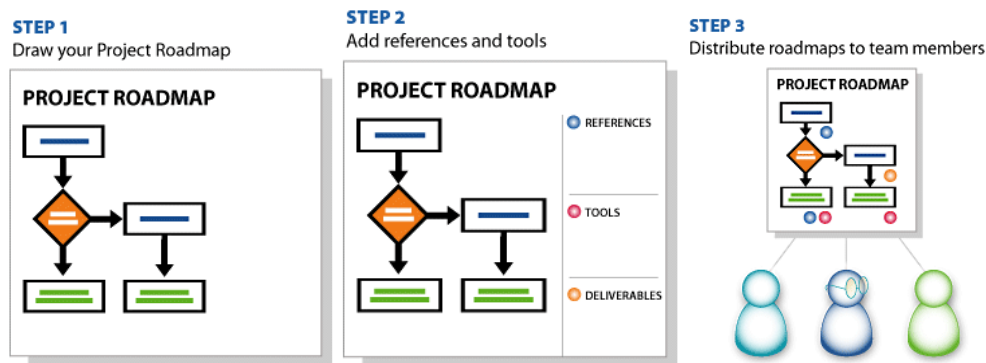 STEP 1
Draw your Project Roadmap
PROJECT ROADMAP
STEP 2
Add references and tools
PROJECT ROADMAP
REFERENCES
TOOLS
DELIVERABLES
STEP 3
Distribute roadmaps to team members
PROJECT ROADMAP